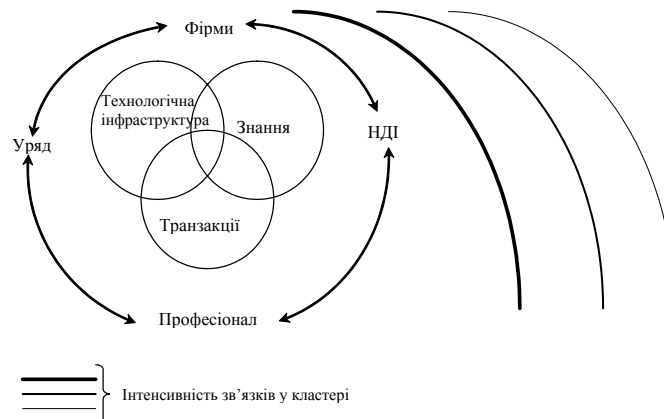 Фірми
Технологічна
інфраструктура
Знання
Уряд
НДІ
Транзакції
Професіонал
Інтенсивність зв’язків у кластері